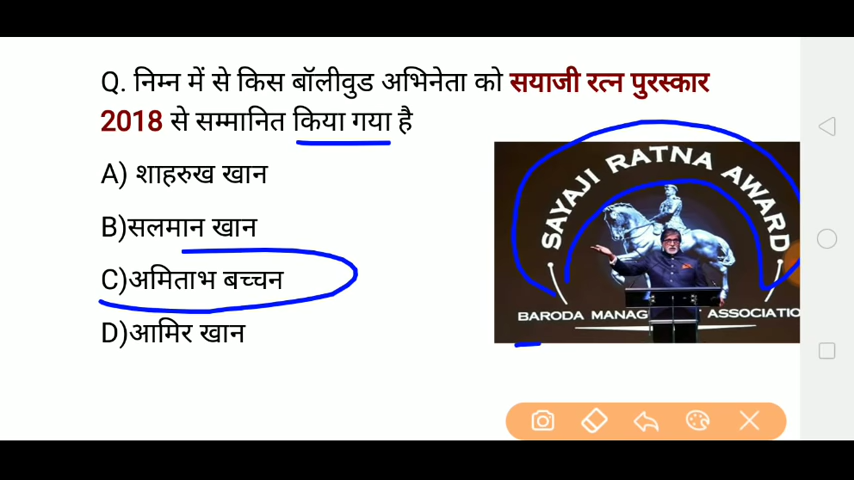 Q. निम्न में से किस बॉलीवुड अभिनेता को सयाजी रत्न पुरस्कार
2018 से सम्मानित किया गया है
A) शाहरुख खान
B)सलमान खान
C)अमिताभ बच्चन
D)आमिर खान
SAYAJI RATNA AWARD
BARODA MANAG ASSOCIATIO